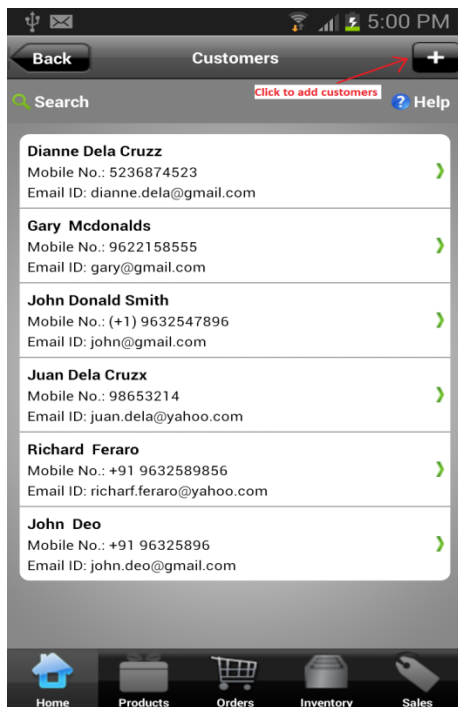 5:00 PM
Back Customers +
Click to add customers
Search ? Help
Dianne Dela Cruzz
Mobile No.: 5236874523
Email ID: dianne.dela@gmail.com
Gary Mcdonalds
Mobile No.: 9622158555
Email ID: gary@gmail.com
John Donald Smith
Mobile No.: (+1) 9632547896
Email ID: john@gmail.com
Juan Dela Cruzx
Mobile No.: 98653214
Email ID: juan.dela@yahoo.com
Richard Feraro
Mobile No.: +91 9632589856
Email ID: richarf.feraro@yahoo.com
John Deo
Mobile No.: +91 96325896
Email ID: john.deo@gmail.com
Home Products Orders Inventory Sales